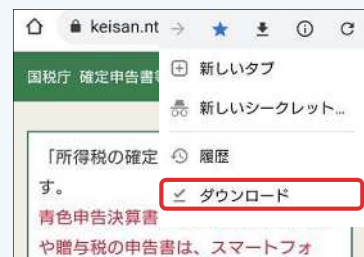 keisan.nt
国税庁 確定申告書等
新しいタブ
新しいシークレット...
履歴
ダウンロード
「所得税の確定
す。
青色申告決算書
や贈与税の申告書は、スマートフォ